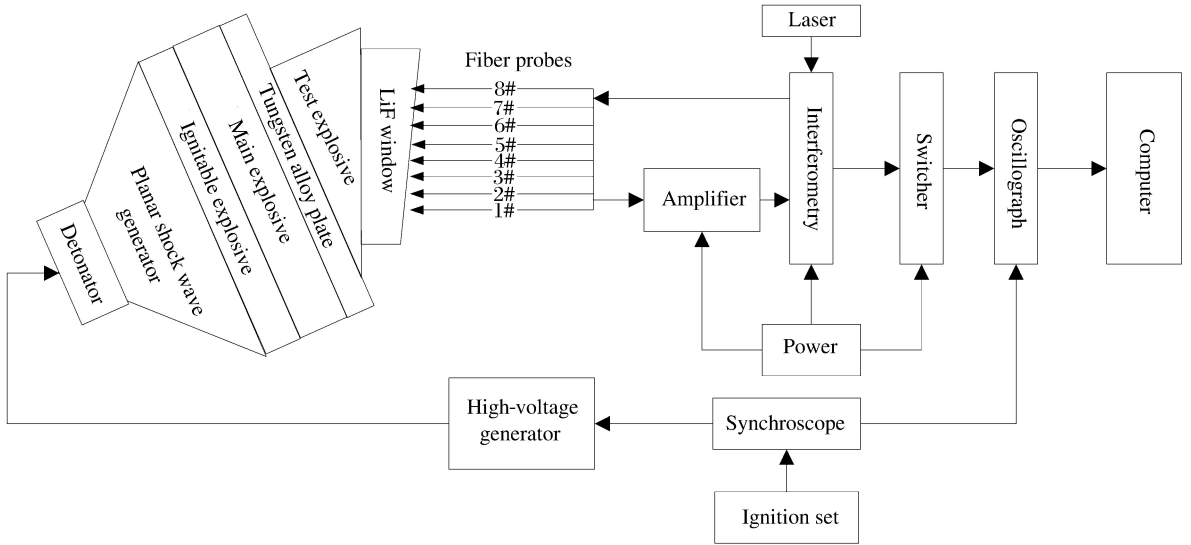 Laser
Fiber probes
8#
7#
6#
5#
4#
3#
2#
1#
LiF window
Test explosive
Tungsten alloy plate
Main explosive
Ignitable explosive
Planar shock wave
generator
Detonator
Amplifier
Interferometry
Switcher
Oscillograph
Computer
Power
High-voltage
generator
Synchroscope
Ignition set